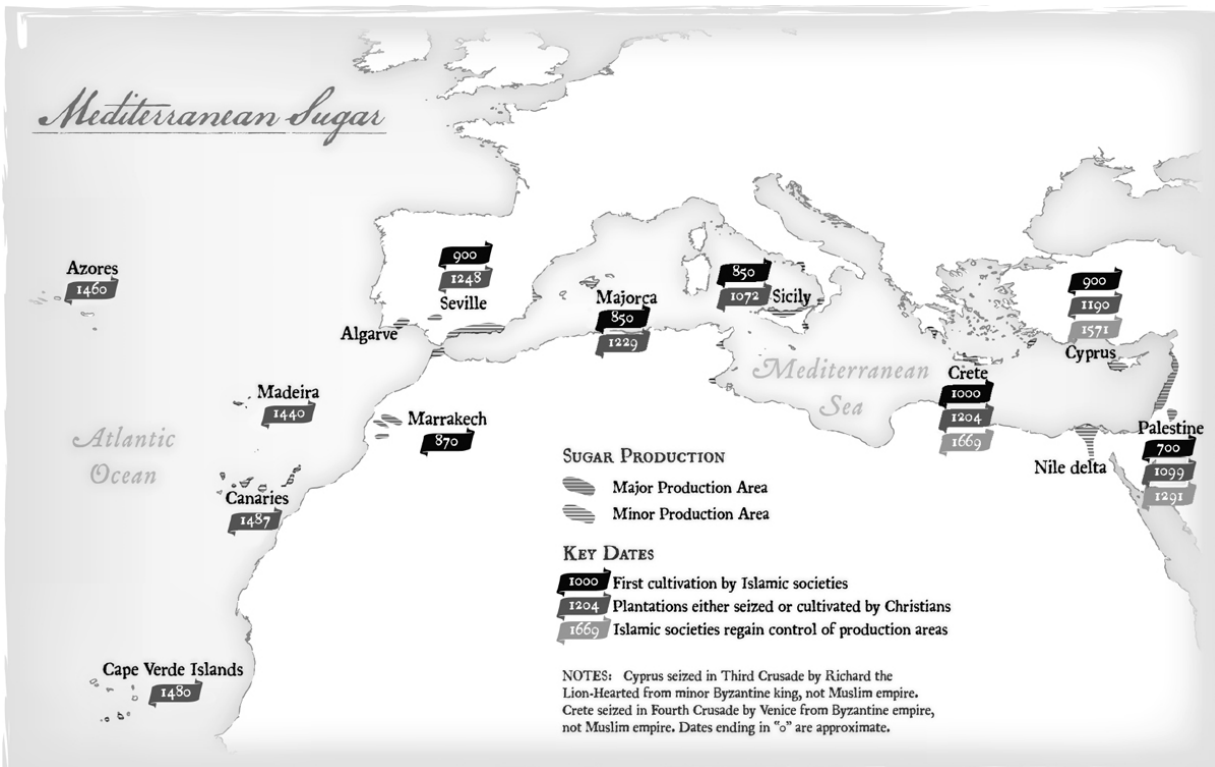 Mediterranean Sugar
Azores
1460
900
1248
Seville
Algarve
Majorca
850
1229
850
1072 Sicily
900
1190
1571
Cyprus
Mediterranean
Sea
Crete
1000
1204
1669
Madeira
1440
Marrakech
870
Atlantic
Ocean
Canaries
1487
Nile delta
Palestine
700
1099
1291
Cape Verde Islands
1480
SUGAR PRODUCTION
Major Production Area
Minor Production Area
KEY DATES
1000 First cultivation by Islamic societies
1204 Plantations either seized or cultivated by Christians
1669 Islamic societies regain control of production areas
NOTES: Cyprus seized in Third Crusade by Richard the
Lion-Hearted from minor Byzantine king, not Muslim empire.
Crete seized in Fourth Crusade by Venice from Byzantine empire,
not Muslim empire. Dates ending in "0" are approximate.